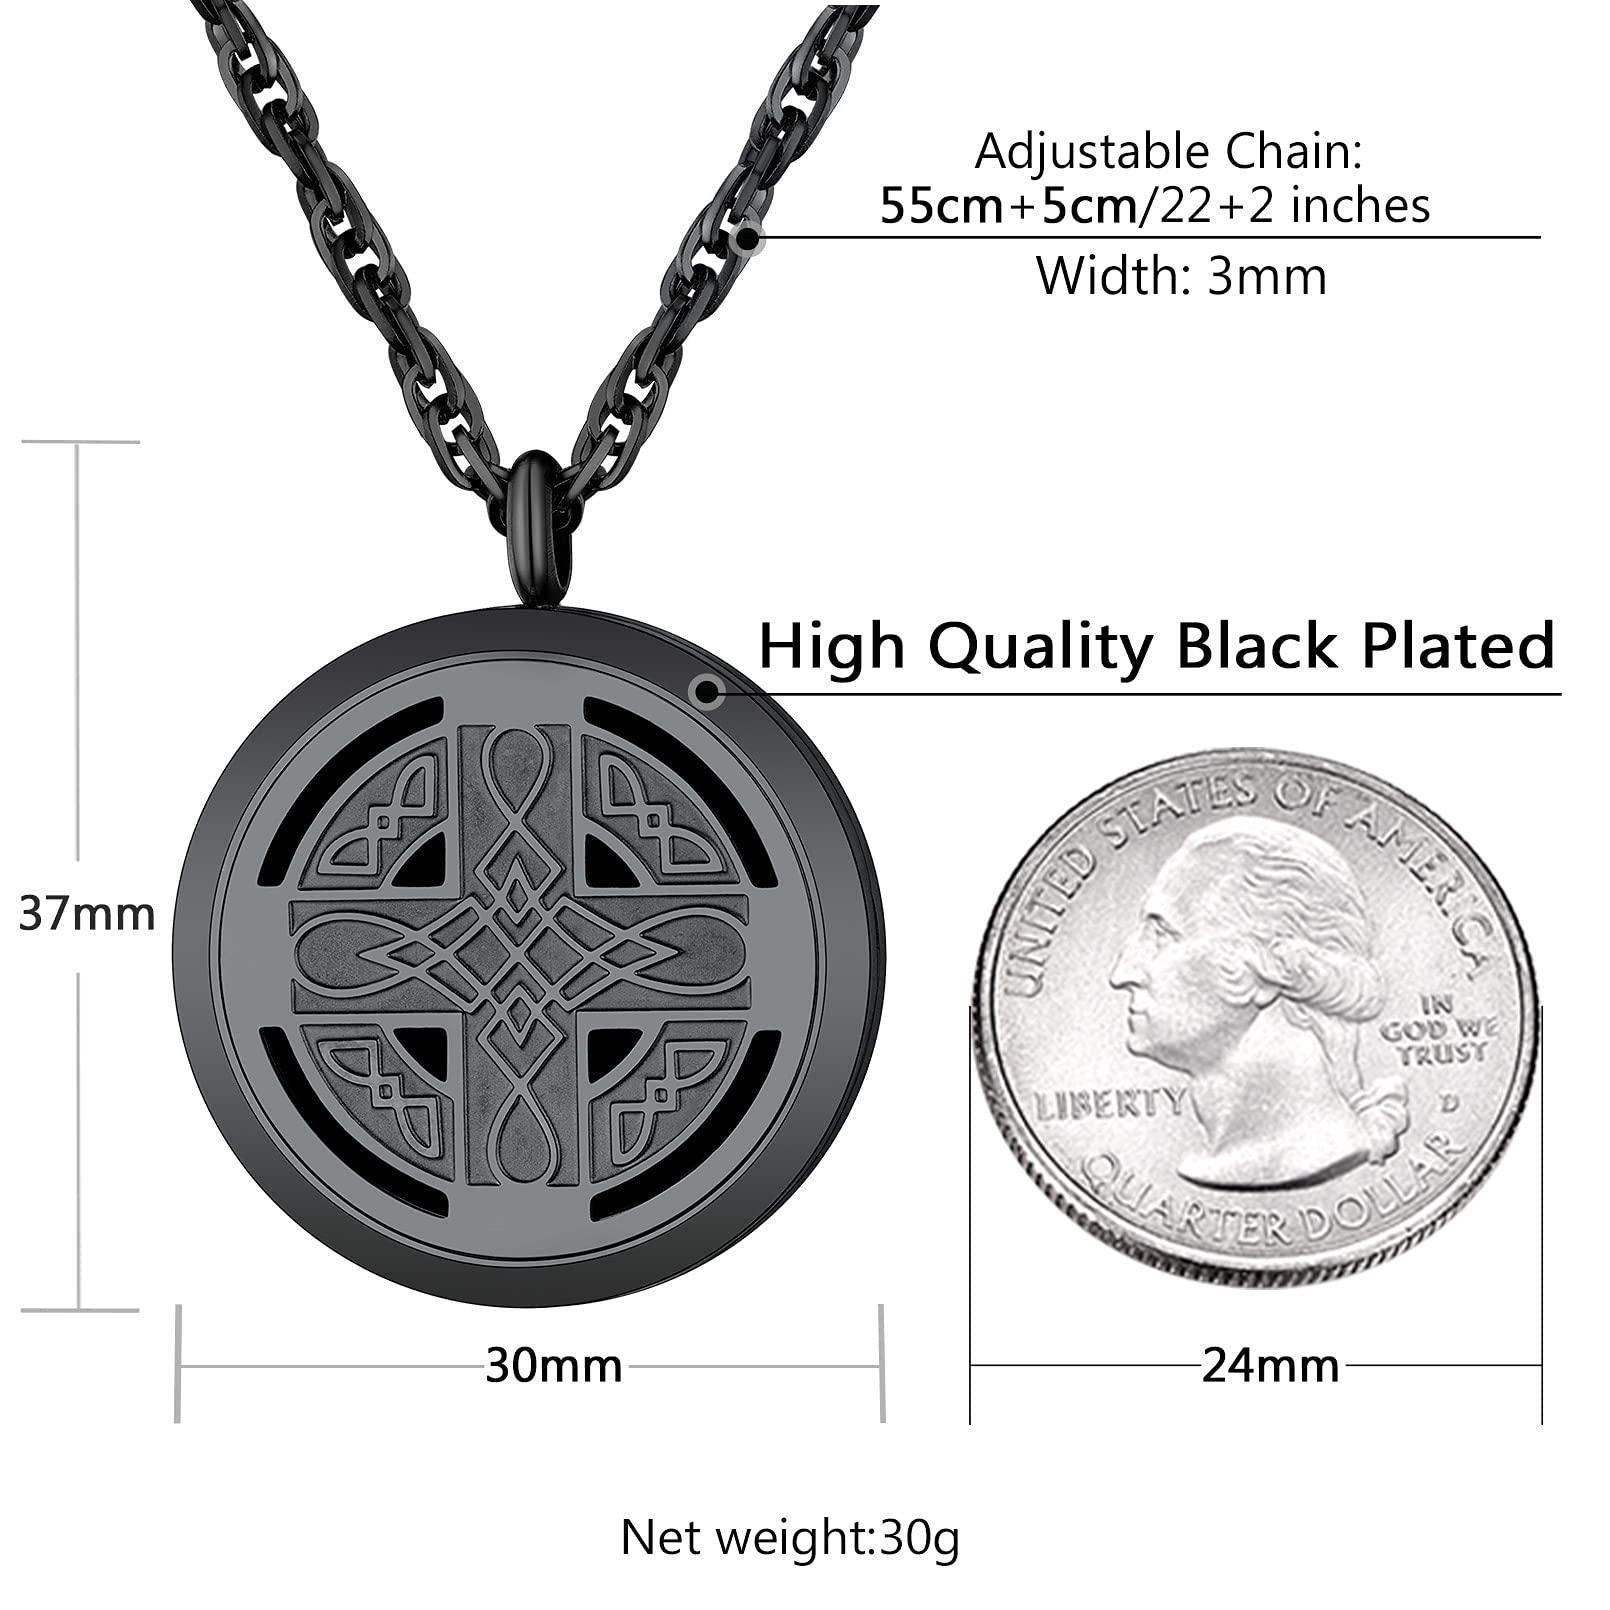 Adjustable Chain:
55cm+5cm/22+2 inches
Width: 3mm
High Quality Black Plated
37mm
UNITED STATES OF AMERICA
IN
GOD WE
TRUST
LIBERTY
D
QUARTER DOLLAR
30mm
24mm
Net weight:30g